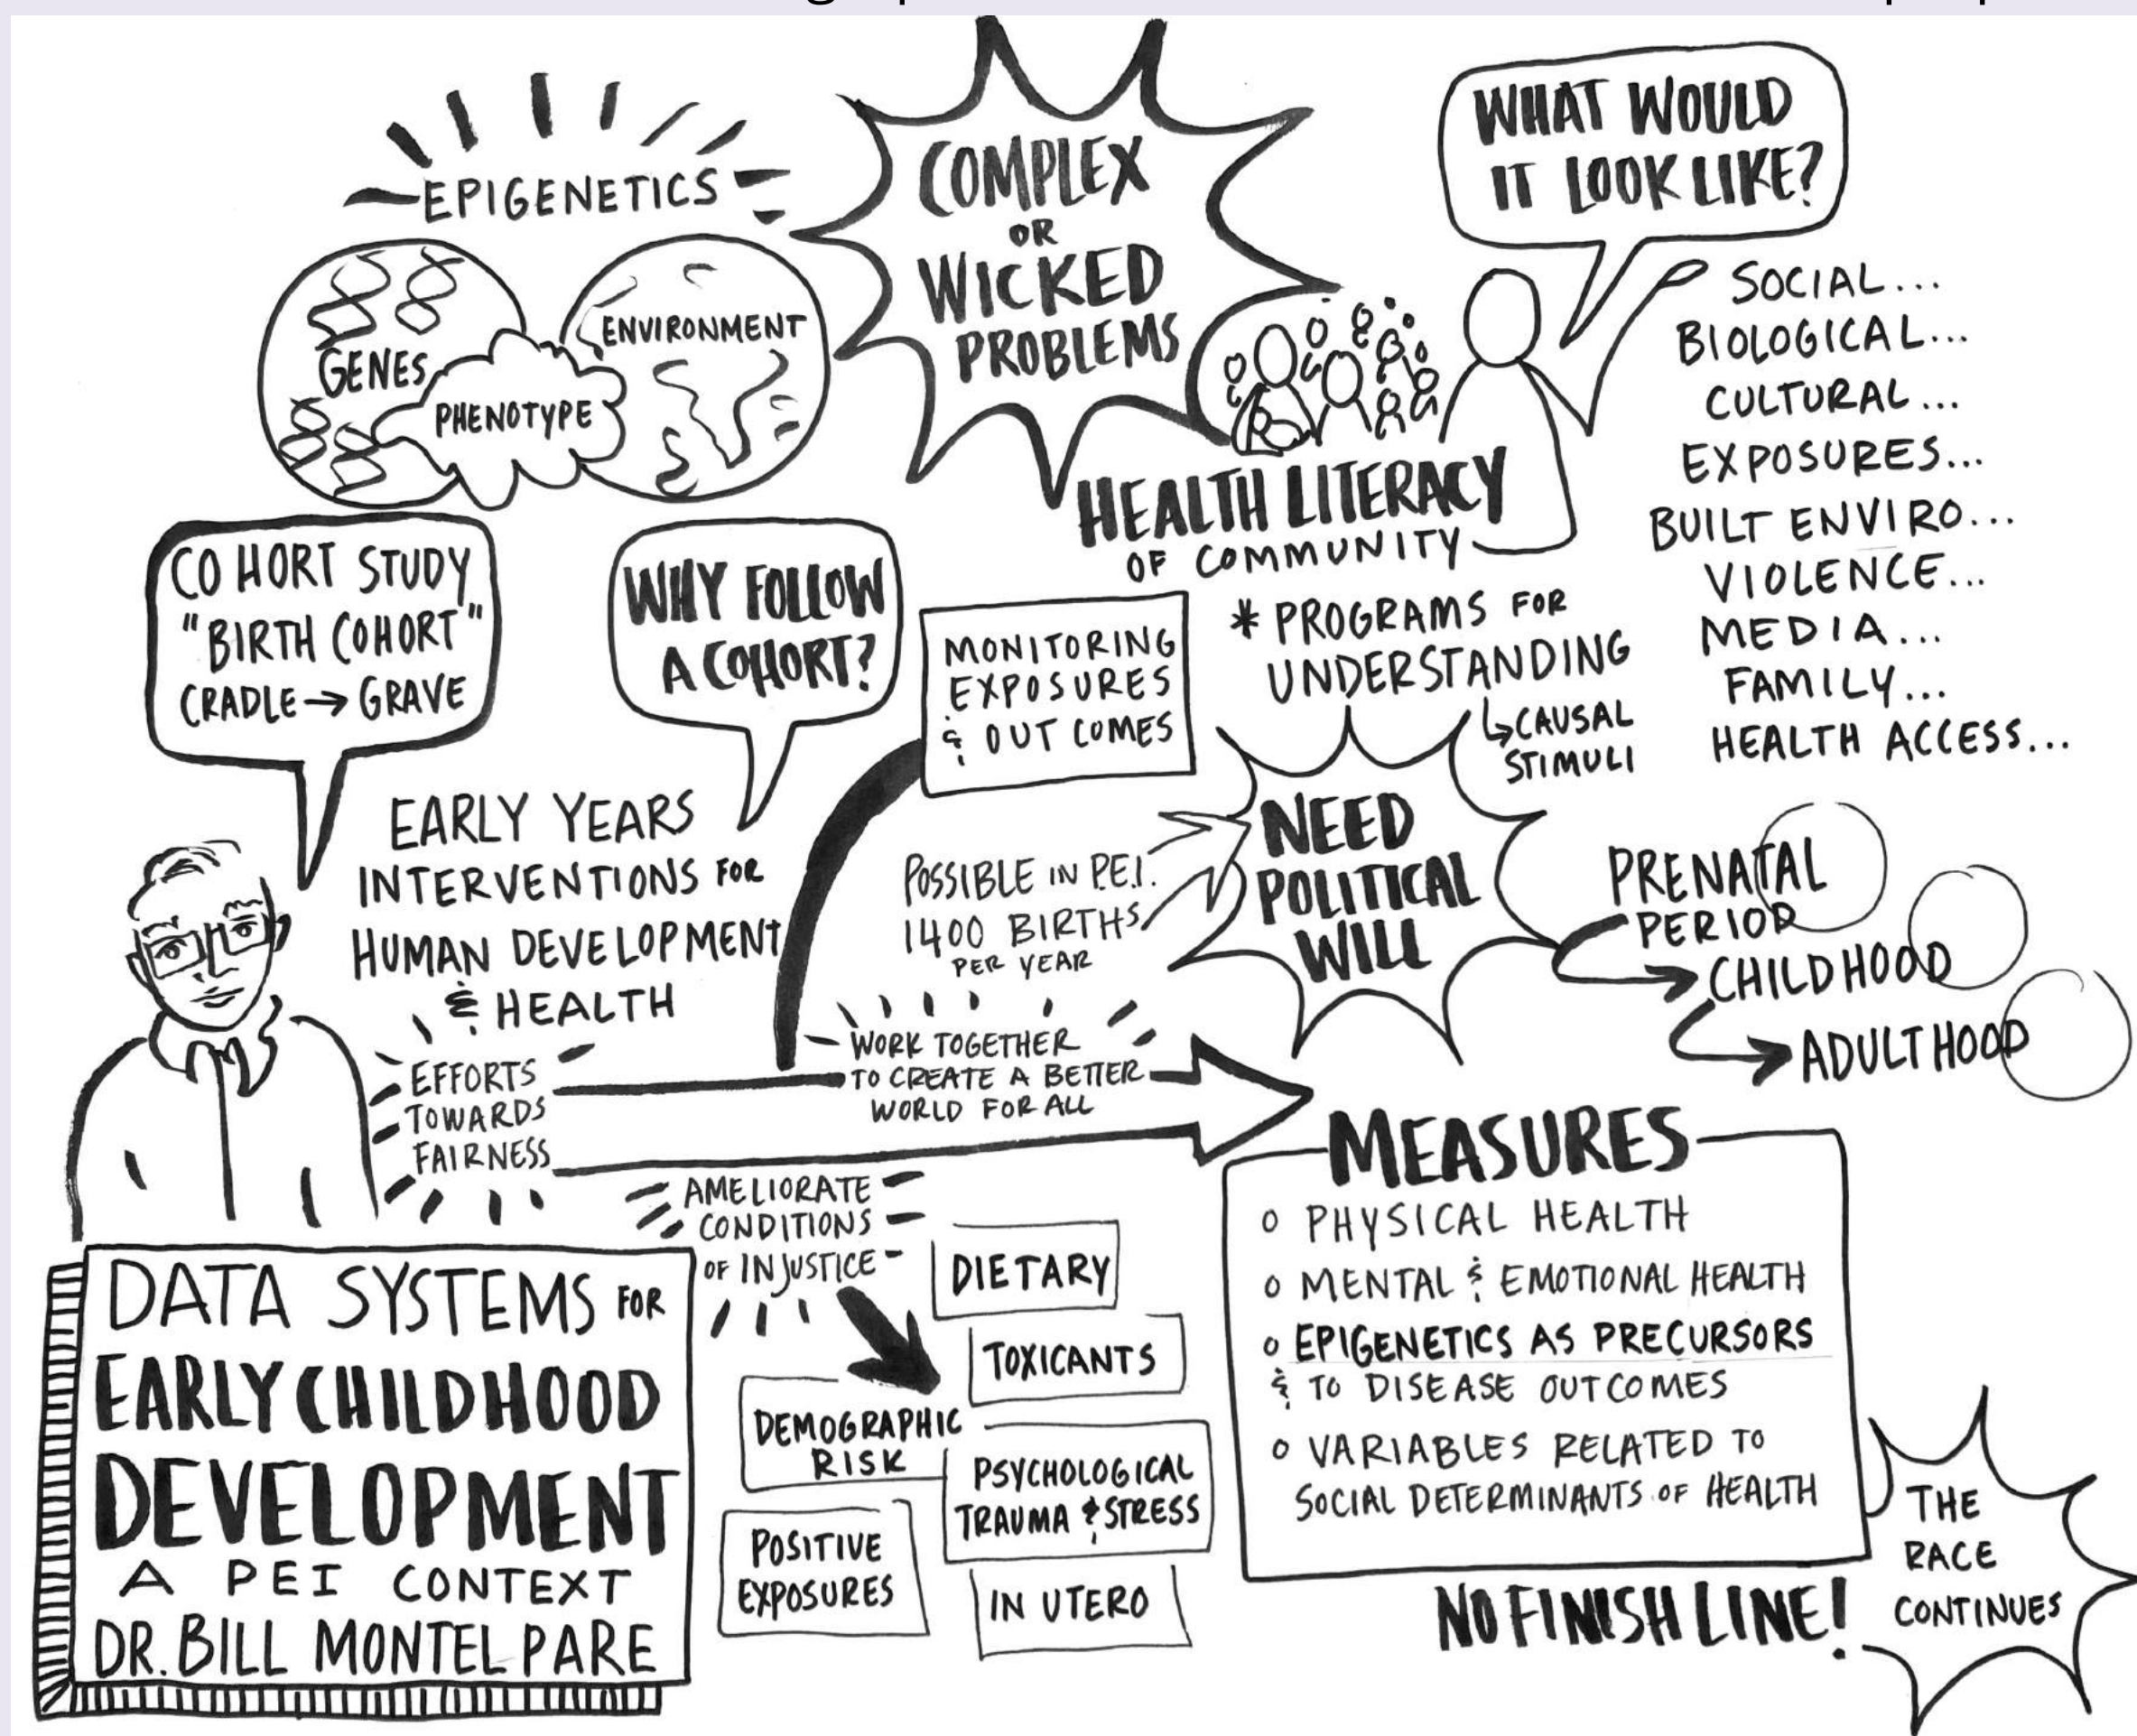 EPIGENETICS
GENES
PHENOTYPE
ENVIRONMENT
COMPLEX
OR
WICKED
PROBLEMS
WHAT WOULD
IT LOOK LIKE?
SOCIAL...
BIOLOGICAL...
CULTURAL...
EXPOSURES...
BUILT ENVIRO...
VIOLENCE...
MEDIA...
FAMILY...
HEALTH ACCESS...
HEALTH LITERACY
OF COMMUNITY
* PROGRAMS FOR
UNDERSTANDING
↳ CAUSAL
STIMULI
COHORT STUDY
"BIRTH COHORT"
CRADLE → GRAVE
WHY FOLLOW
A COHORT?
MONITORING
EXPOSURES
& OUTCOMES
EARLY YEARS
INTERVENTIONS FOR
HUMAN DEVELOPMENT
& HEALTH
POSSIBLE IN P.E.I.
1400 BIRTHS
PER YEAR
NEED
POLITICAL
WILL
PRENATAL
PERIOD
CHILDHOOD
ADULTHOOD
EFFORTS
TOWARDS
FAIRNESS
WORK TOGETHER
TO CREATE A BETTER
WORLD FOR ALL
AMELIORATE
CONDITIONS
OF INJUSTICE
DIETARY
TOXICANTS
DEMOGRAPHIC
RISK
PSYCHOLOGICAL
TRAUMA & STRESS
POSITIVE
EXPOSURES
IN UTERO
MEASURES
o PHYSICAL HEALTH
o MENTAL & EMOTIONAL HEALTH
o EPIGENETICS AS PRECURSORS
& TO DISEASE OUTCOMES
o VARIABLES RELATED TO
SOCIAL DETERMINANTS OF HEALTH
NO FINISH LINE!
THE
RACE
CONTINUES
DATA SYSTEMS FOR
EARLY CHILDHOOD
DEVELOPMENT
A PEI CONTEXT
DR. BILL MONTELPARE